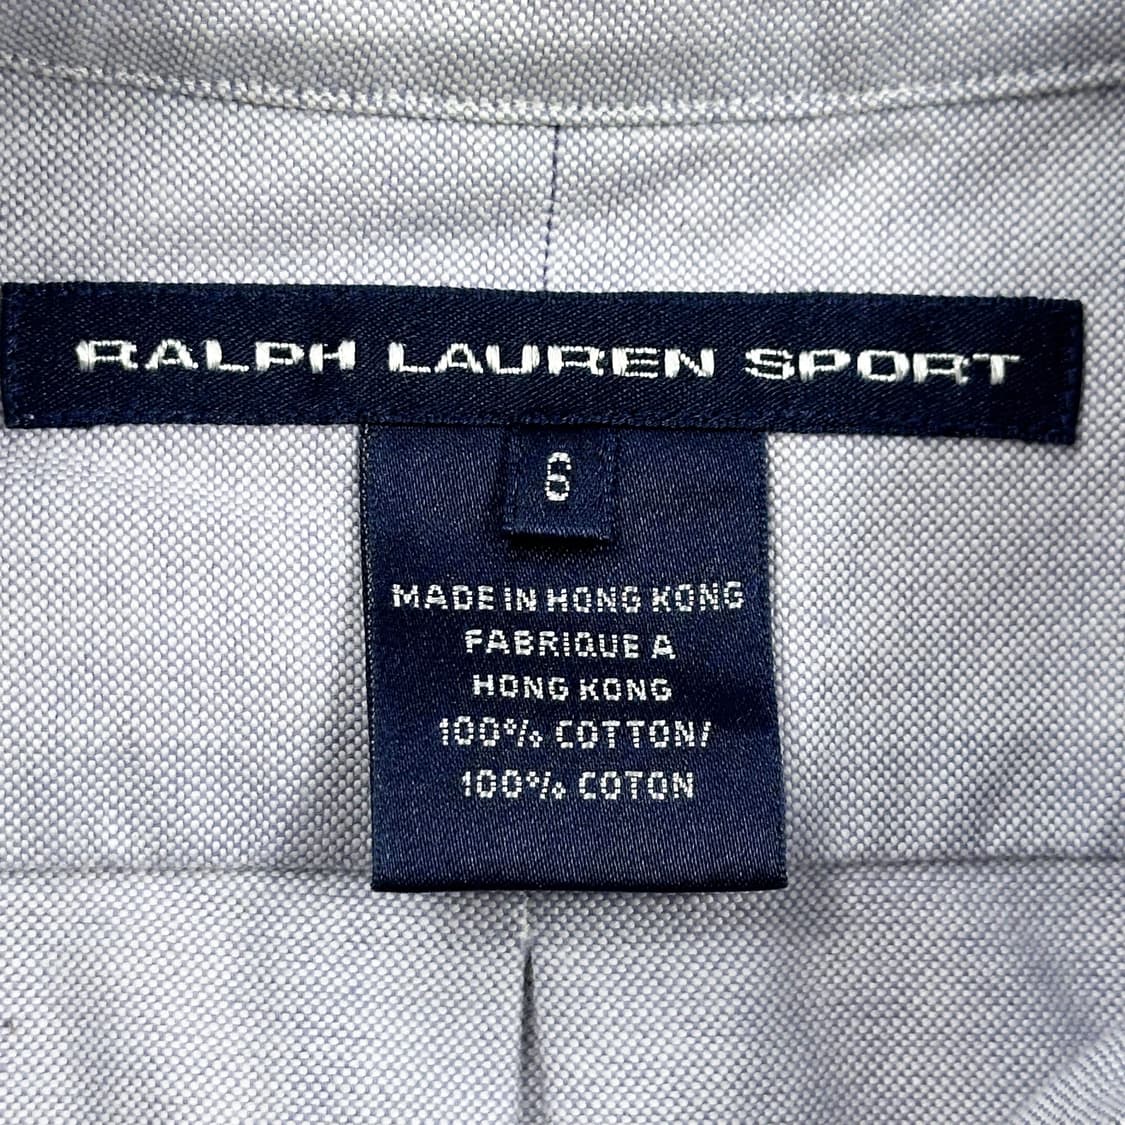 RALPH LAUREN SPORT
6
MADE IN HONG KONG
FABRIQUE A
HONG KONG
100% COTTON/
100% COTON